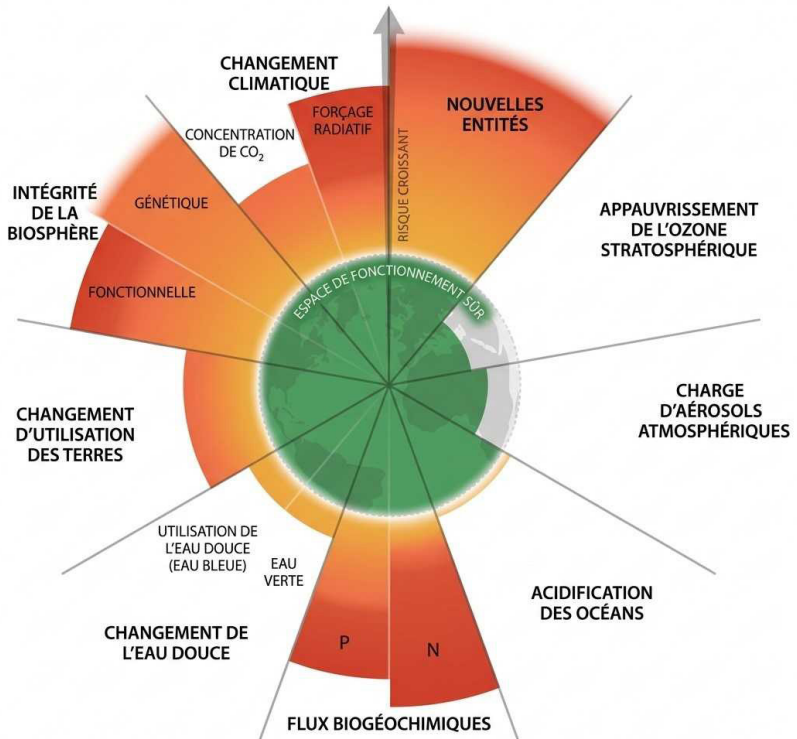 CHANGEMENT
CLIMATIQUE
FORÇAGE
RADIATIF
CONCENTRATION
DE CO₂
RISQUE CROISSANT
NOUVELLES
ENTITÉS
INTÉGRITÉ
DE LA
BIOSPHÈRE
GÉNÉTIQUE
FONCTIONNELLE
APPAUVRISSEMENT
DE L’OZONE
STRATOSPHÉRIQUE
ESPACE DE FONCTIONNEMENT SÛR
CHARGE
D’AÉROSOLS
ATMOSPHÉRIQUES
CHANGEMENT
D’UTILISATION
DES TERRES
UTILISATION DE
L’EAU DOUCE
(EAU BLEUE)
EAU
VERTE
ACIDIFICATION
DES OCÉANS
CHANGEMENT DE
L’EAU DOUCE
P
N
FLUX BIOGÉOCHIMIQUES